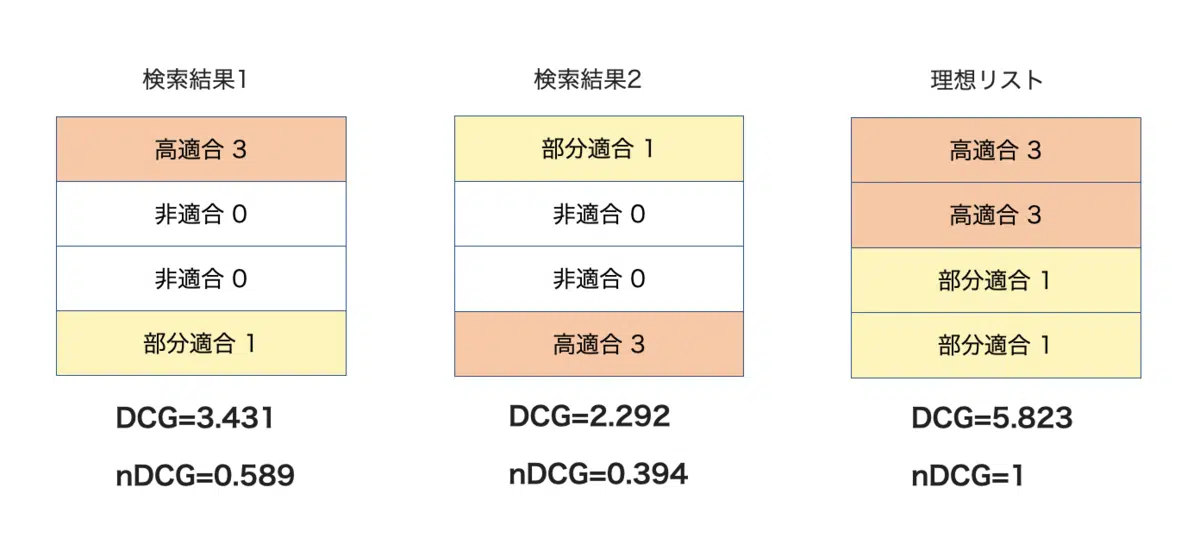 検索結果1
高適合 3
非適合 0
非適合 0
部分適合 1
DCG=3.431
nDCG=0.589
検索結果2
部分適合 1
非適合 0
非適合 0
高適合 3
DCG=2.292
nDCG=0.394
理想リスト
高適合 3
高適合 3
部分適合 1
部分適合 1
DCG=5.823
nDCG=1